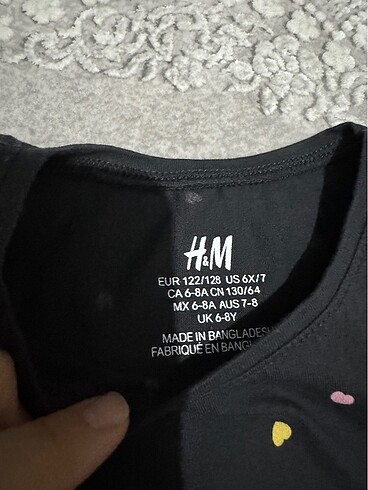 H&M
EUR 122/128 US 6X/7
CA 6-8A CN 130/64
MX 6-8A AUS 7-8
UK 6-8Y
MADE IN BANGLADESH
FABRIQUÉ EN